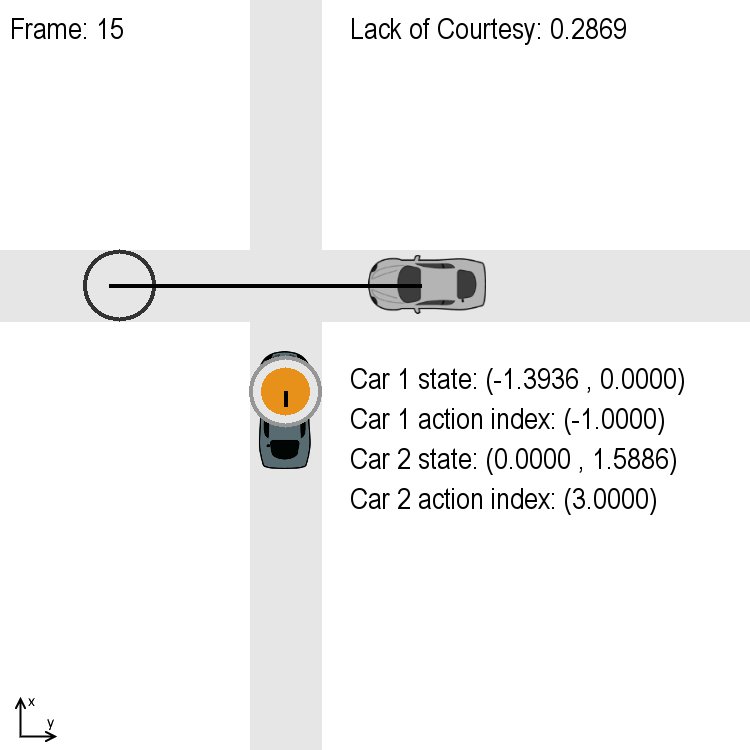 Frame: 15
Lack of Courtesy: 0.2869
Car 1 state: (-1.3936 , 0.0000)
Car 1 action index: (-1.0000)
Car 2 state: (0.0000 , 1.5886)
Car 2 action index: (3.0000)
x
y